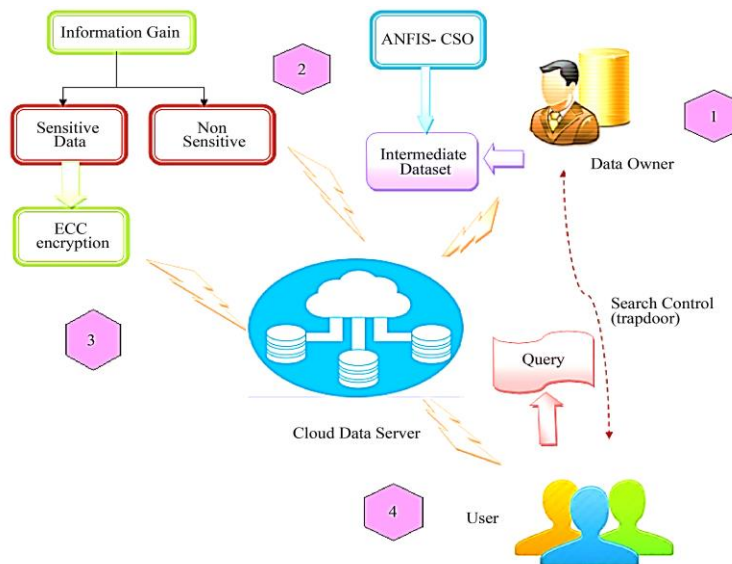 Information Gain
ANFIS- CSO
2
1
Sensitive
Data
Non
Sensitive
Intermediate
Dataset
Data Owner
ECC
encryption
3
Search Control
(trapdoor)
Query
Cloud Data Server
4
User